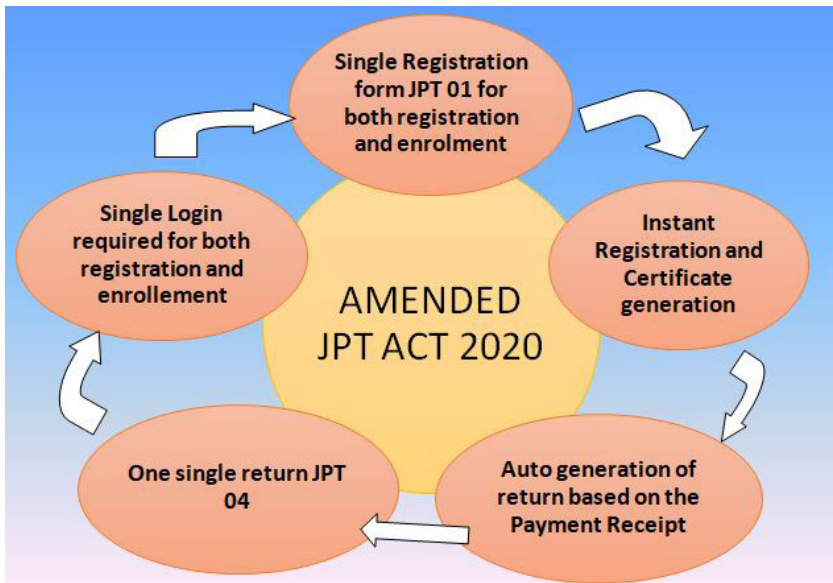 Single Registration
form JPT 01 for
both registration
and enrolment
Instant
Registration and
Certificate
generation
Auto generation of
return based on the
Payment Receipt
One single return JPT
04
Single Login
required for both
registration and
enrollement
AMENDED
JPT ACT 2020